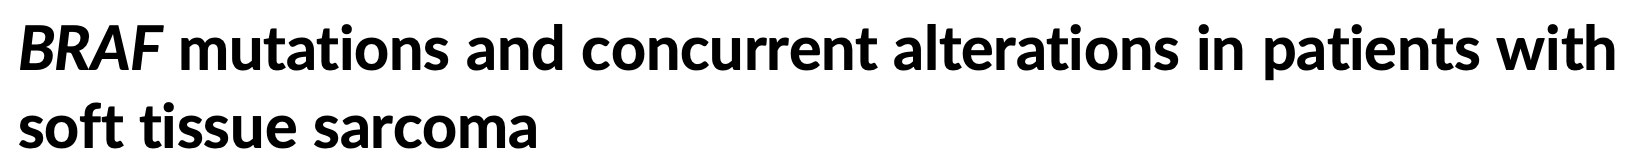 BRAF mutations and concurrent alterations in patients with
soft tissue sarcoma